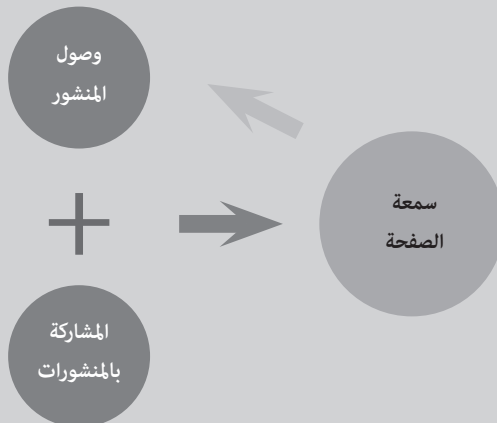 وصول
المنشور
سمعة
الصفحة
المشاركة
بالمنشورات